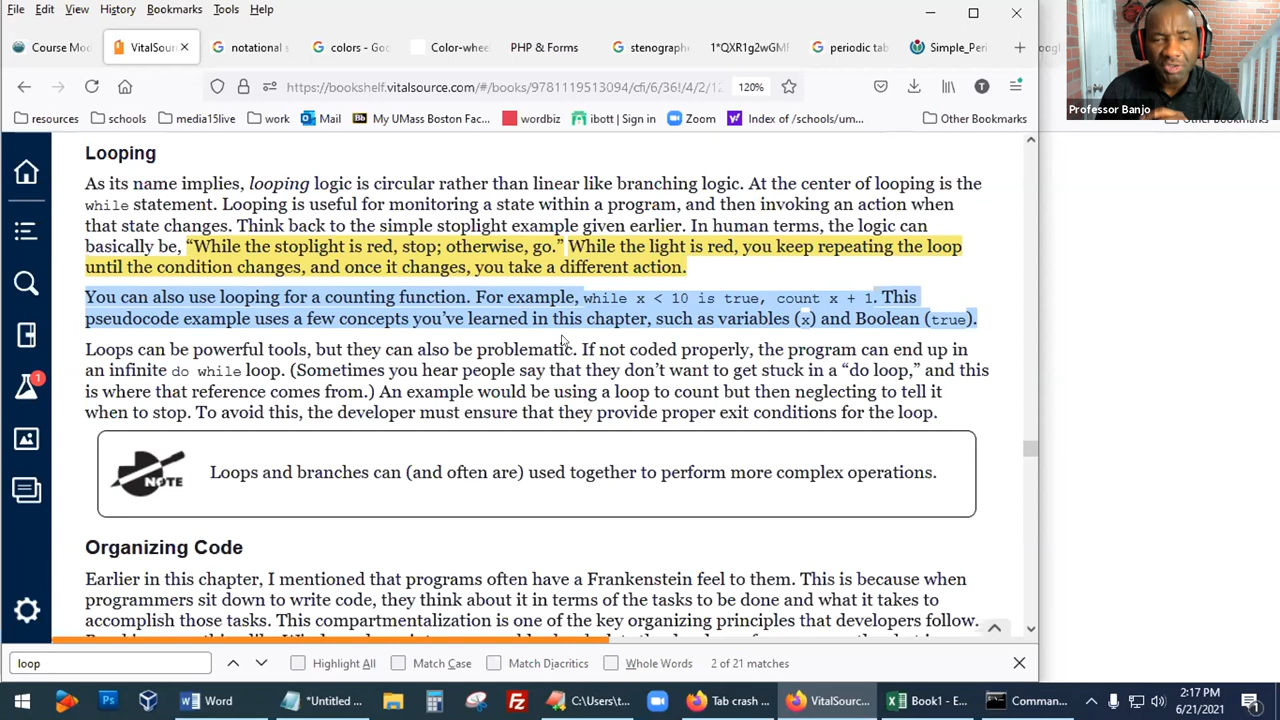 File Edit View History Bookmarks Tools Help
Course Mod VitalSource notational s colors - Goo Color-wheel PHP & Forms stenograph 1*QXR1g2wGMF periodic tab Simple_Peri
https://bookshelf.vitalsource.com/#/books/9781119513094/cfi/6/36!/4/2/12 120%
resources schools media15live work Mail My UMass Boston Fac... wordbiz ibott | Sign in Zoom Index of /schools/um... Other Bookmarks
Professor Banjo
Looping
As its name implies, looping logic is circular rather than linear like branching logic. At the center of looping is the
while statement. Looping is useful for monitoring a state within a program, and then invoking an action when
that state changes. Think back to the simple stoplight example given earlier. In human terms, the logic can
basically be, “While the stoplight is red, stop; otherwise, go.” While the light is red, you keep repeating the loop
until the condition changes, and once it changes, you take a different action.
You can also use looping for a counting function. For example, while x < 10 is true, count x + 1. This
pseudocode example uses a few concepts you’ve learned in this chapter, such as variables (x) and Boolean (true).
Loops can be powerful tools, but they can also be problematic. If not coded properly, the program can end up in
an infinite do while loop. (Sometimes you hear people say that they don’t want to get stuck in a “do loop,” and this
is where that reference comes from.) An example would be using a loop to count but then neglecting to tell it
when to stop. To avoid this, the developer must ensure that they provide proper exit conditions for the loop.
NOTE Loops and branches can (and often are) used together to perform more complex operations.
Organizing Code
Earlier in this chapter, I mentioned that programs often have a Frankenstein feel to them. This is because when
programmers sit down to write code, they think about it in terms of the tasks to be done and what it takes to
accomplish those tasks. This compartmentalization is one of the key organizing principles that developers follow.
1
loop Highlight All Match Case Match Diacritics Whole Words 2 of 21 matches
Word *Untitled ... C:\Users\t... Tab crash ... VitalSourc... Book1 - E... Comman... 2:17 PM
6/21/2021